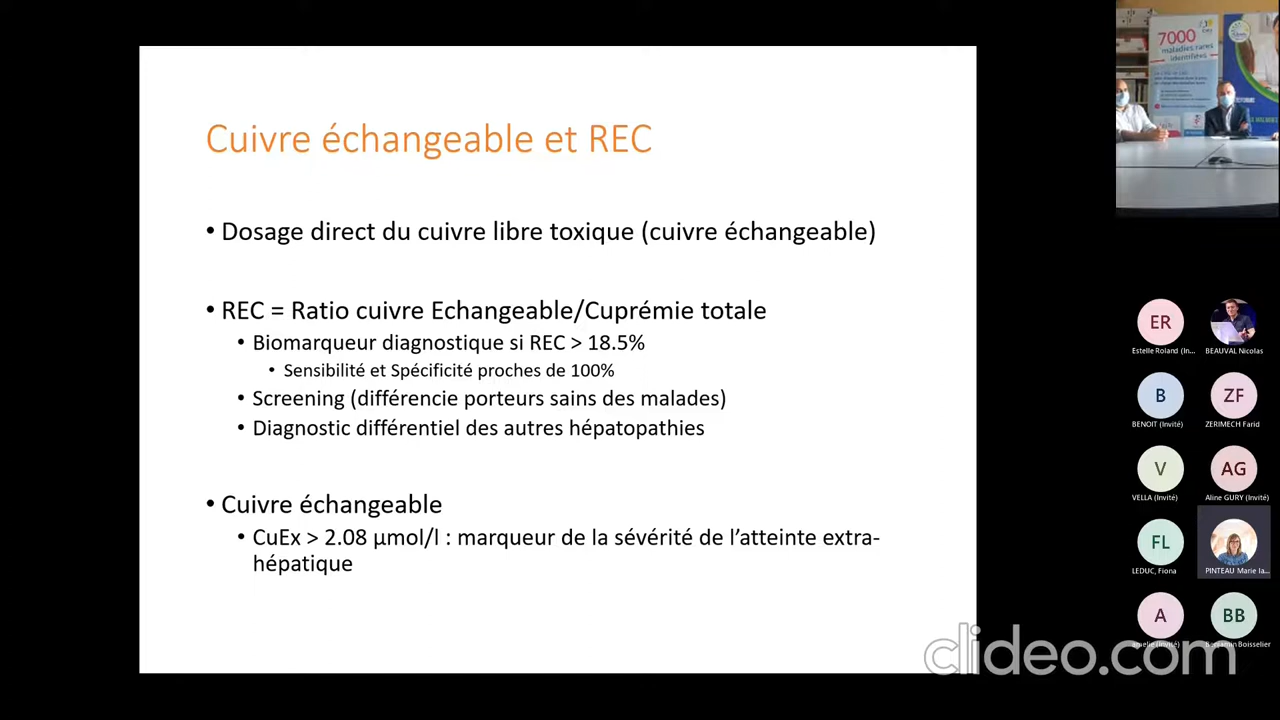 Cuivre échangeable et REC
• Dosage direct du cuivre libre toxique (cuivre échangeable)
• REC = Ratio cuivre Echangeable/Cuprémie totale
• Biomarqueur diagnostique si REC > 18.5%
• Sensibilité et Spécificité proches de 100%
• Screening (différencie porteurs sains des malades)
• Diagnostic différentiel des autres hépatopathies
• Cuivre échangeable
• CuEx > 2.08 µmol/l : marqueur de la sévérité de l'atteinte extra-
hépatique
7000
maladies rares
identifiées
ER
Estelle Roland (In...
BEAUVAL Nicolas
B
BENOIT (Invité)
ZF
ZERIMECH Farid
V
VELLA (Invité)
AG
Aline GURY (Invité)
FL
LEDUC, Fiona
PINTEAU Marie la...
A
(Invité)
BB
Benjamin Boisselier
clideo.com